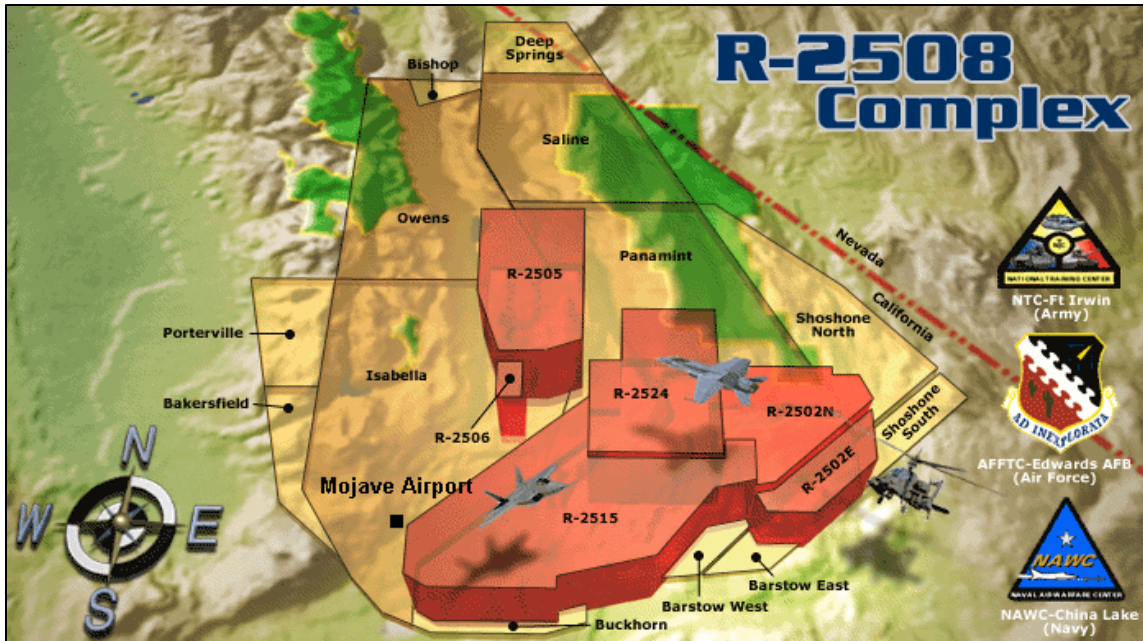 R-2508
Complex
Deep
Springs
Bishop
Saline
Owens
Nevada
California
Panamint
R-2505
NATIONAL TRAINING CENTER
NTC-Ft Irwin
(Army)
Shoshone
North
Porterville
Isabella
Bakersfield
R-2506
R-2524
R-2502N
Shoshone
South
AD INEXPLORATA
AFFTC-Edwards AFB
(Air Force)
R-2502E
N
W
E
S
Mojave Airport
R-2515
NAWC
NAVAL AIR WARFARE CENTER
NAWC-China Lake
(Navy)
Barstow East
Barstow West
Buckhorn